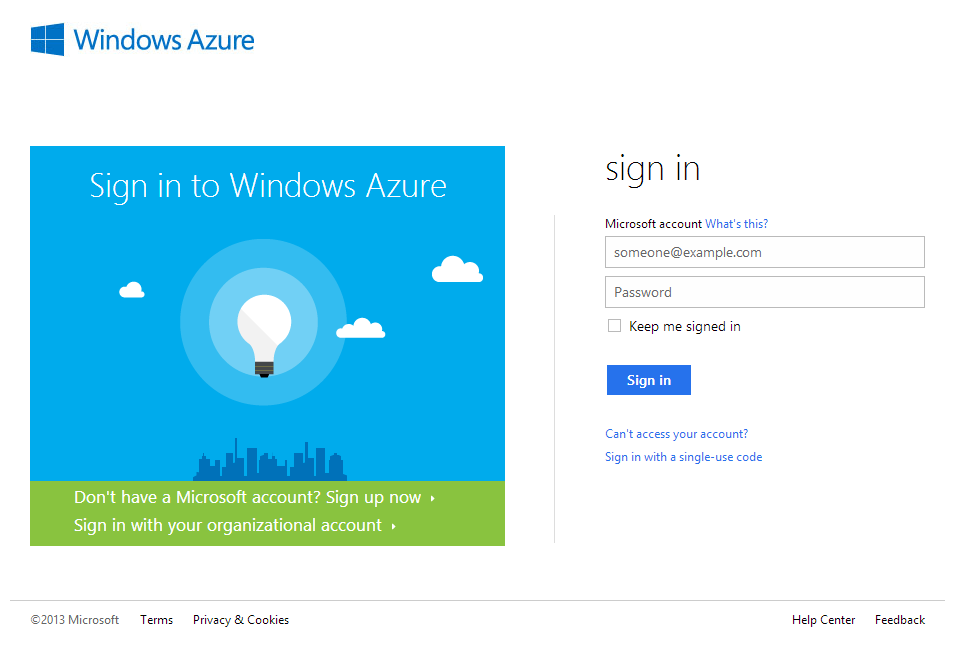 Windows Azure
Sign in to Windows Azure
Don't have a Microsoft account? Sign up now
Sign in with your organizational account
sign in
Microsoft account What's this?
someone@example.com
Password
Keep me signed in
Sign in
Can't access your account?
Sign in with a single-use code
©2013 Microsoft Terms Privacy & Cookies Help Center Feedback